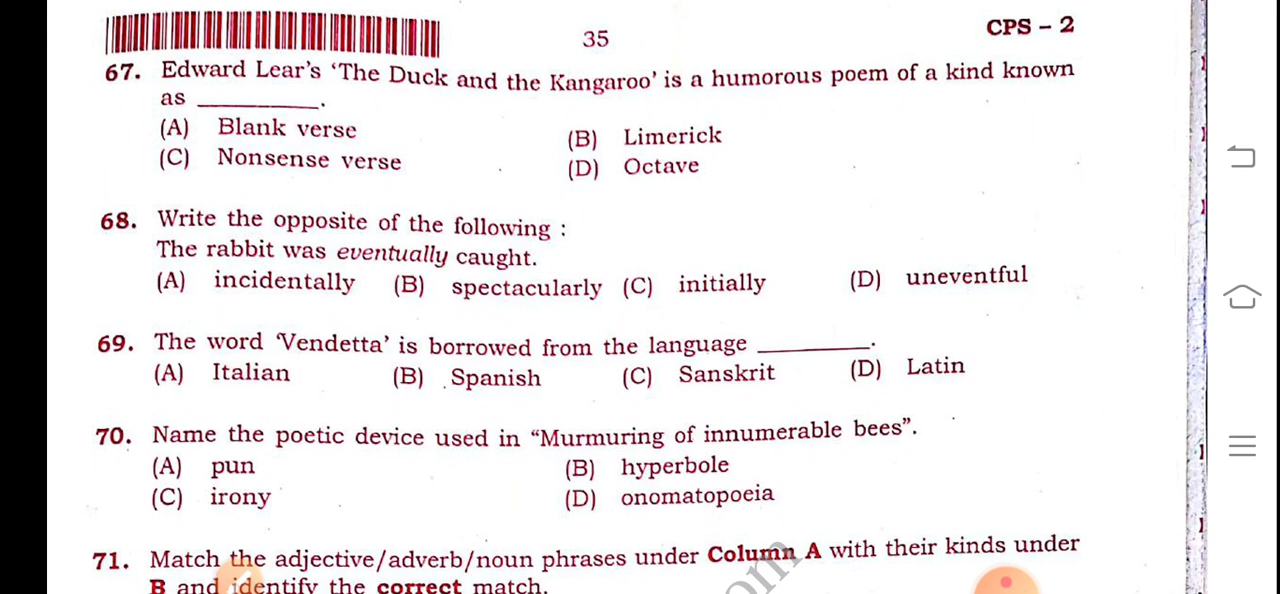 35
CPS – 2
67. Edward Lear's 'The Duck and the Kangaroo' is a humorous poem of a kind known
as __________.
(A) Blank verse (B) Limerick
(C) Nonsense verse (D) Octave
68. Write the opposite of the following :
The rabbit was eventually caught.
(A) incidentally (B) spectacularly (C) initially (D) uneventful
69. The word 'Vendetta' is borrowed from the language __________.
(A) Italian (B) Spanish (C) Sanskrit (D) Latin
70. Name the poetic device used in "Murmuring of innumerable bees".
(A) pun (B) hyperbole
(C) irony (D) onomatopoeia
71. Match the adjective/adverb/noun phrases under Column A with their kinds under
B and identify the correct match.
om